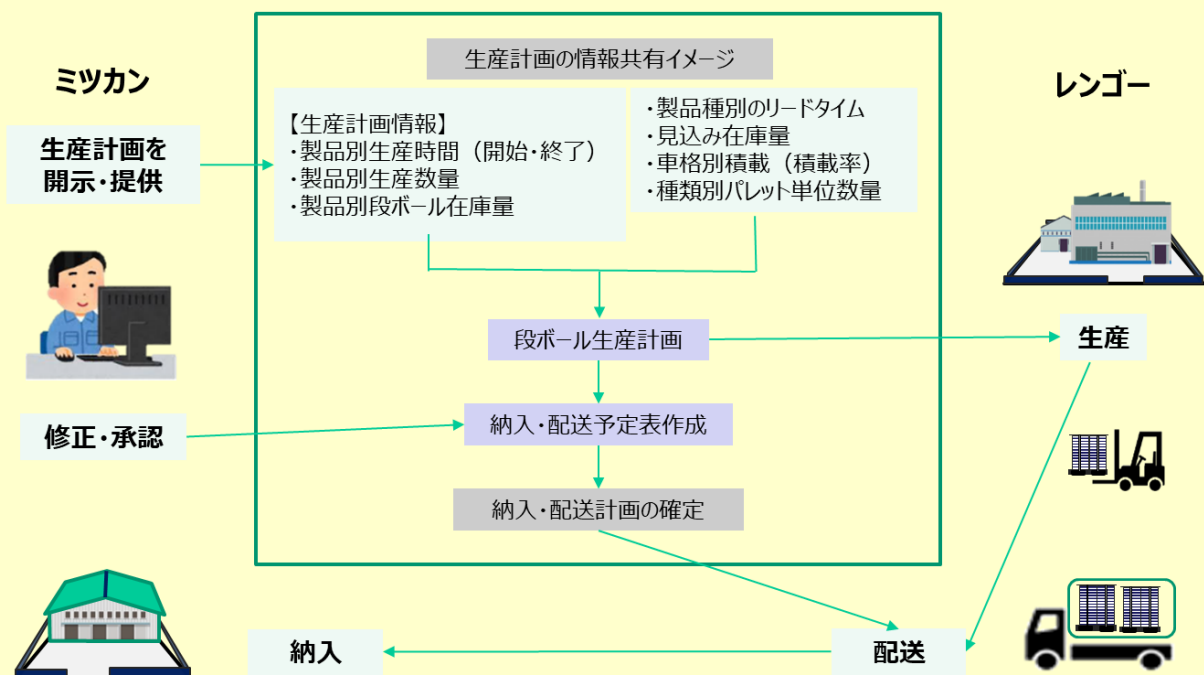 生産計画の情報共有イメージ
ミツカン
レンゴー
生産計画を
開示・提供
【生産計画情報】
・製品別生産時間（開始・終了）
・製品別生産数量
・製品別段ボール在庫量
・製品種別のリードタイム
・見込み在庫量
・車格別積載（積載率）
・種類別パレット単位数量
段ボール生産計画
生産
修正・承認
納入・配送予定表作成
納入・配送計画の確定
納入
配送